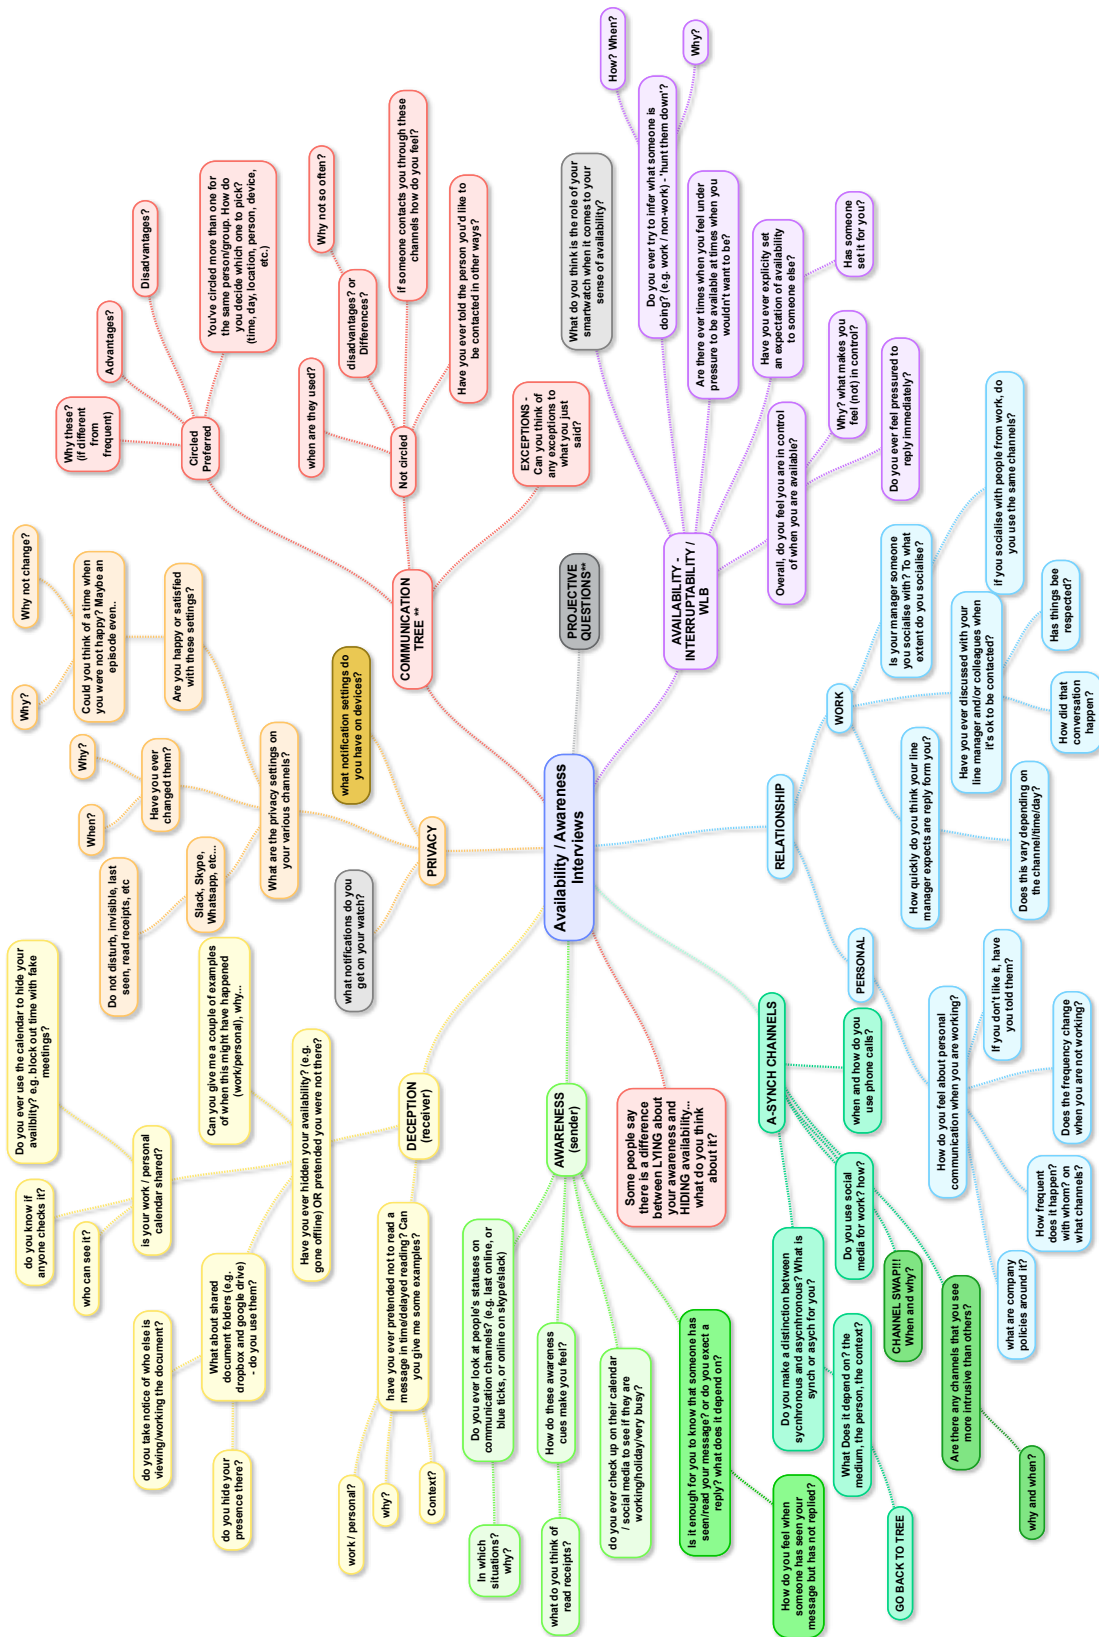 Availability / Awareness
Interviews
COMMUNICATION
TREE **
Circled
Preferred
Why these?
(if different
from
frequent)
Advantages?
Disadvantages?
You've circled more than one for
the same person/group. How do
you decide which one to pick?
(time, day, location, person, device,
etc.)
Not circled
when are they used?
disadvantages? or
Differences?
Why not so often?
if someone contacts you through these
channels how do you feel?
Have you ever told the person you'd like to
be contacted in other ways?
EXCEPTIONS -
Can you think of
any exceptions to
what you just
said?
PROJECTIVE
QUESTIONS**
AVAILABILITY -
INTERRUPTABILITY /
WLB
What do you think is the role of your
smartwatch when it comes to your
sense of availability?
Do you ever try to infer what someone is
doing? (e.g. work / non-work) - 'hunt them down'?
How? When?
Why?
Are there ever times when you feel under
pressure to be available at times when you
wouldn't want to be?
Have you ever explicity set
an expectation of availability
to someone else?
Has someone
set it for you?
Overall, do you feel you are in control
of when you are available?
Why? what makes you
feel (not) in control?
Do you ever feel pressured to
reply immediately?
RELATIONSHIP
WORK
Is your manager someone
you socialise with? To what
extent do you socialise?
if you socialise with people from work, do
you use the same channels?
Have you ever discussed with your
line manager and/or colleagues when
it's ok to be contacted?
Has things bee
respected?
How did that
conversation
happen?
How quickly do you think your line
manager expects are reply form you?
Does this vary depending on
the channel/time/day?
PERSONAL
How do you feel about personal
communication when you are working?
If you don't like it, have
you told them?
Does the frequency change
when you are not working?
How frequent
does it happen?
with whom? on
what channels?
what are company
policies around it?
A-SYNCH CHANNELS
when and how do you
use phone calls?
Do you use social
media for work? how?
CHANNEL SWAP!!!
When and why?
Are there any channels that you see
more intrusive than others?
why and when?
Do you make a distinction between
sycnhronous and asycnhronous? What is
synch or asych for you?
What Does it depend on? the
medium, the person, the context?
GO BACK TO TREE
Some people say
there is a difference
between LYING about
your awareness and
HIDING availability...
what do you think
about it?
AWARENESS
(sender)
Do you ever look at people's statuses on
communication channels? (e.g. last online, or
blue ticks, or online on skype/slack)
In which
situations?
why?
How do these awareness
cues make you feel?
what do you think of
read receipts?
do you ever check up on their calendar
/ social media to see if they are
working/holiday/very busy?
Is it enough for you to know that someone has
seen/read your message? or do you exect a
reply? what does it depend on?
How do you feel when
someone has seen your
message but has not replied?
DECEPTION
(receiver)
Have you ever hidden your availability? (e.g.
gone offline) OR pretended you were not there?
Can you give me a couple of examples
of when this might have happened
(work/personal), why...
is your work / personal
calendar shared?
Do you ever use the calendar to hide your
availiblity? e.g. block out time with fake
meetings?
do you know if
anyone checks it?
who can see it?
What about shared
document folders (e.g.
dropbox and google drive)
- do you use them?
do you take notice of who else is
viewing/working the document?
do you hide your
presence there?
have you ever pretended not to read a
message in time/delayed reading? Can
you give me some examples?
work / personal?
why?
Context?
PRIVACY
what notification settings do
you have on devices?
what notifications do you
get on your watch?
What are the privacy settings on
your various channels?
Are you happy or satisfied
with these settings?
Could you think of a time when
you were not happy? Maybe an
episode even..
Why not change?
Why?
Have you ever
changed them?
Why?
When?
Slack, Skype,
Whatsapp, etc...
Do not disturb, invisible, last
seen, read receipts, etc